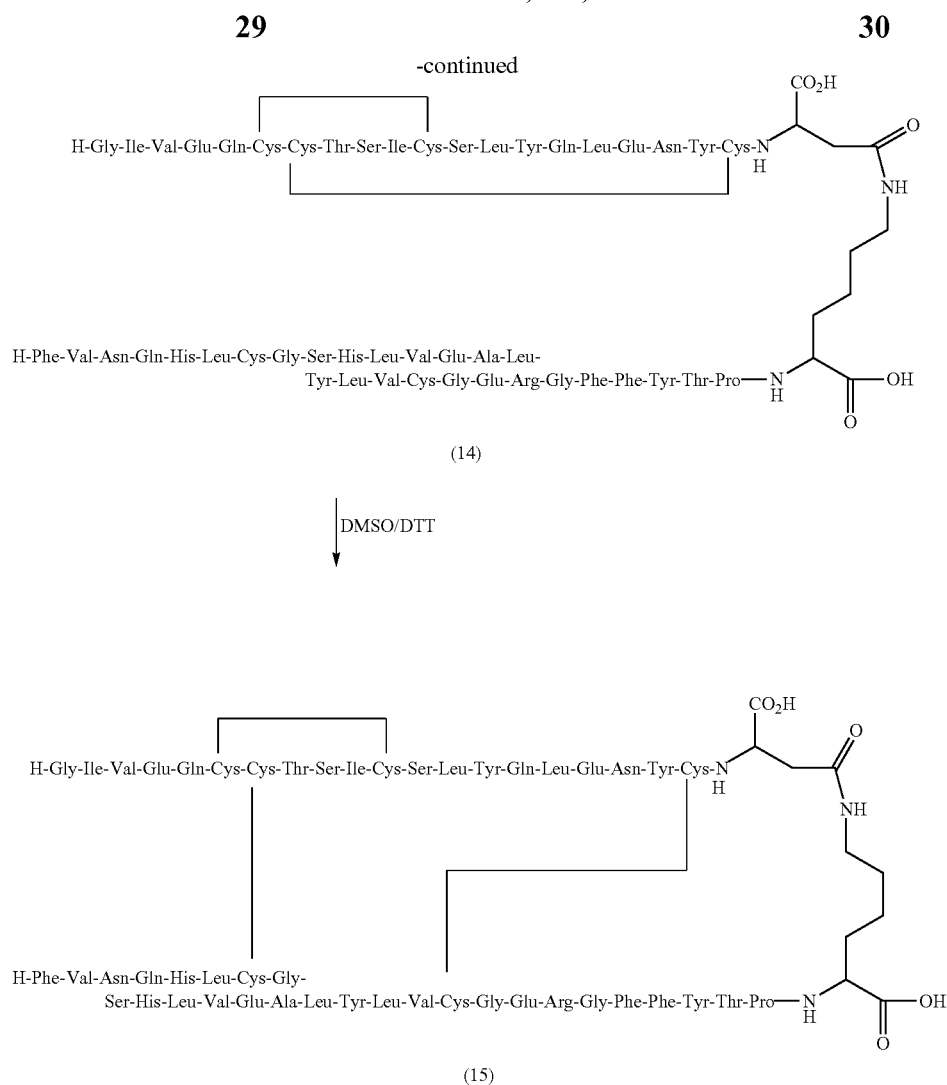 29 30
-continued
CO2H
O
H-Gly-Ile-Val-Glu-Gln-Cys-Cys-Thr-Ser-Ile-Cys-Ser-Leu-Tyr-Gln-Leu-Glu-Asn-Tyr-Cys-N
H
NH
H-Phe-Val-Asn-Gln-His-Leu-Cys-Gly-Ser-His-Leu-Val-Glu-Ala-Leu-
Tyr-Leu-Val-Cys-Gly-Glu-Arg-Gly-Phe-Phe-Tyr-Thr-Pro—N
H
OH
O
(14)
DMSO/DTT
CO2H
O
H-Gly-Ile-Val-Glu-Gln-Cys-Cys-Thr-Ser-Ile-Cys-Ser-Leu-Tyr-Gln-Leu-Glu-Asn-Tyr-Cys-N
H
NH
H-Phe-Val-Asn-Gln-His-Leu-Cys-Gly-
Ser-His-Leu-Val-Glu-Ala-Leu-Tyr-Leu-Val-Cys-Gly-Glu-Arg-Gly-Phe-Phe-Tyr-Thr-Pro—N
H
OH
O
(15)